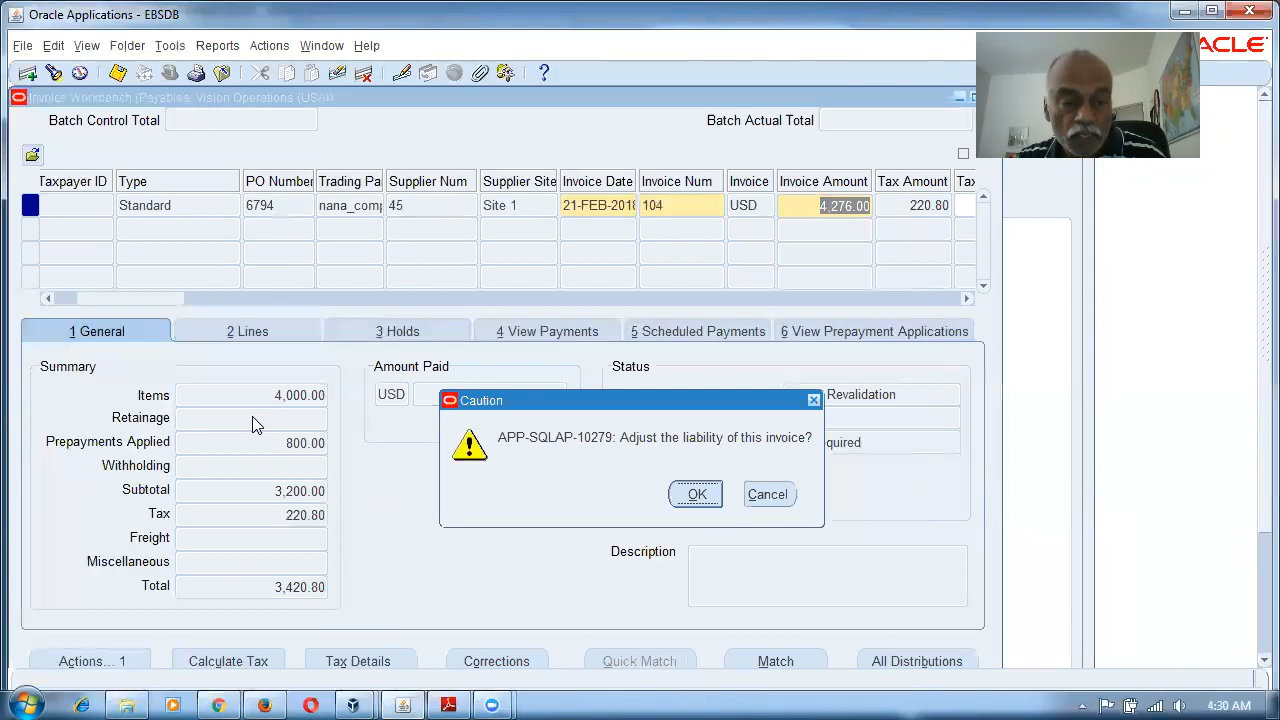 Oracle Applications - EBSDB
File Edit View Folder Tools Reports Actions Window Help
Invoice Workbench (Payables, Vision Operations (USA))
Batch Control Total
Batch Actual Total
Taxpayer ID Type PO Number Trading Pa Supplier Num Supplier Site Invoice Date Invoice Num Invoice Invoice Amount Tax Amount Tax
Standard 6794 nana_comp 45 Site 1 21-FEB-2018 104 USD 4,276.00 220.80
1 General 2 Lines 3 Holds 4 View Payments 5 Scheduled Payments 6 View Prepayment Applications
Summary
Amount Paid
Status
Items 4,000.00
USD
Revalidation
Retainage
Prepayments Applied 800.00
quired
Withholding
Subtotal 3,200.00
Tax 220.80
Freight
Miscellaneous
Total 3,420.80
Caution
APP-SQLAP-10279: Adjust the liability of this invoice?
OK Cancel
Description
Actions... 1 Calculate Tax Tax Details Corrections Quick Match Match All Distributions
4:30 AM